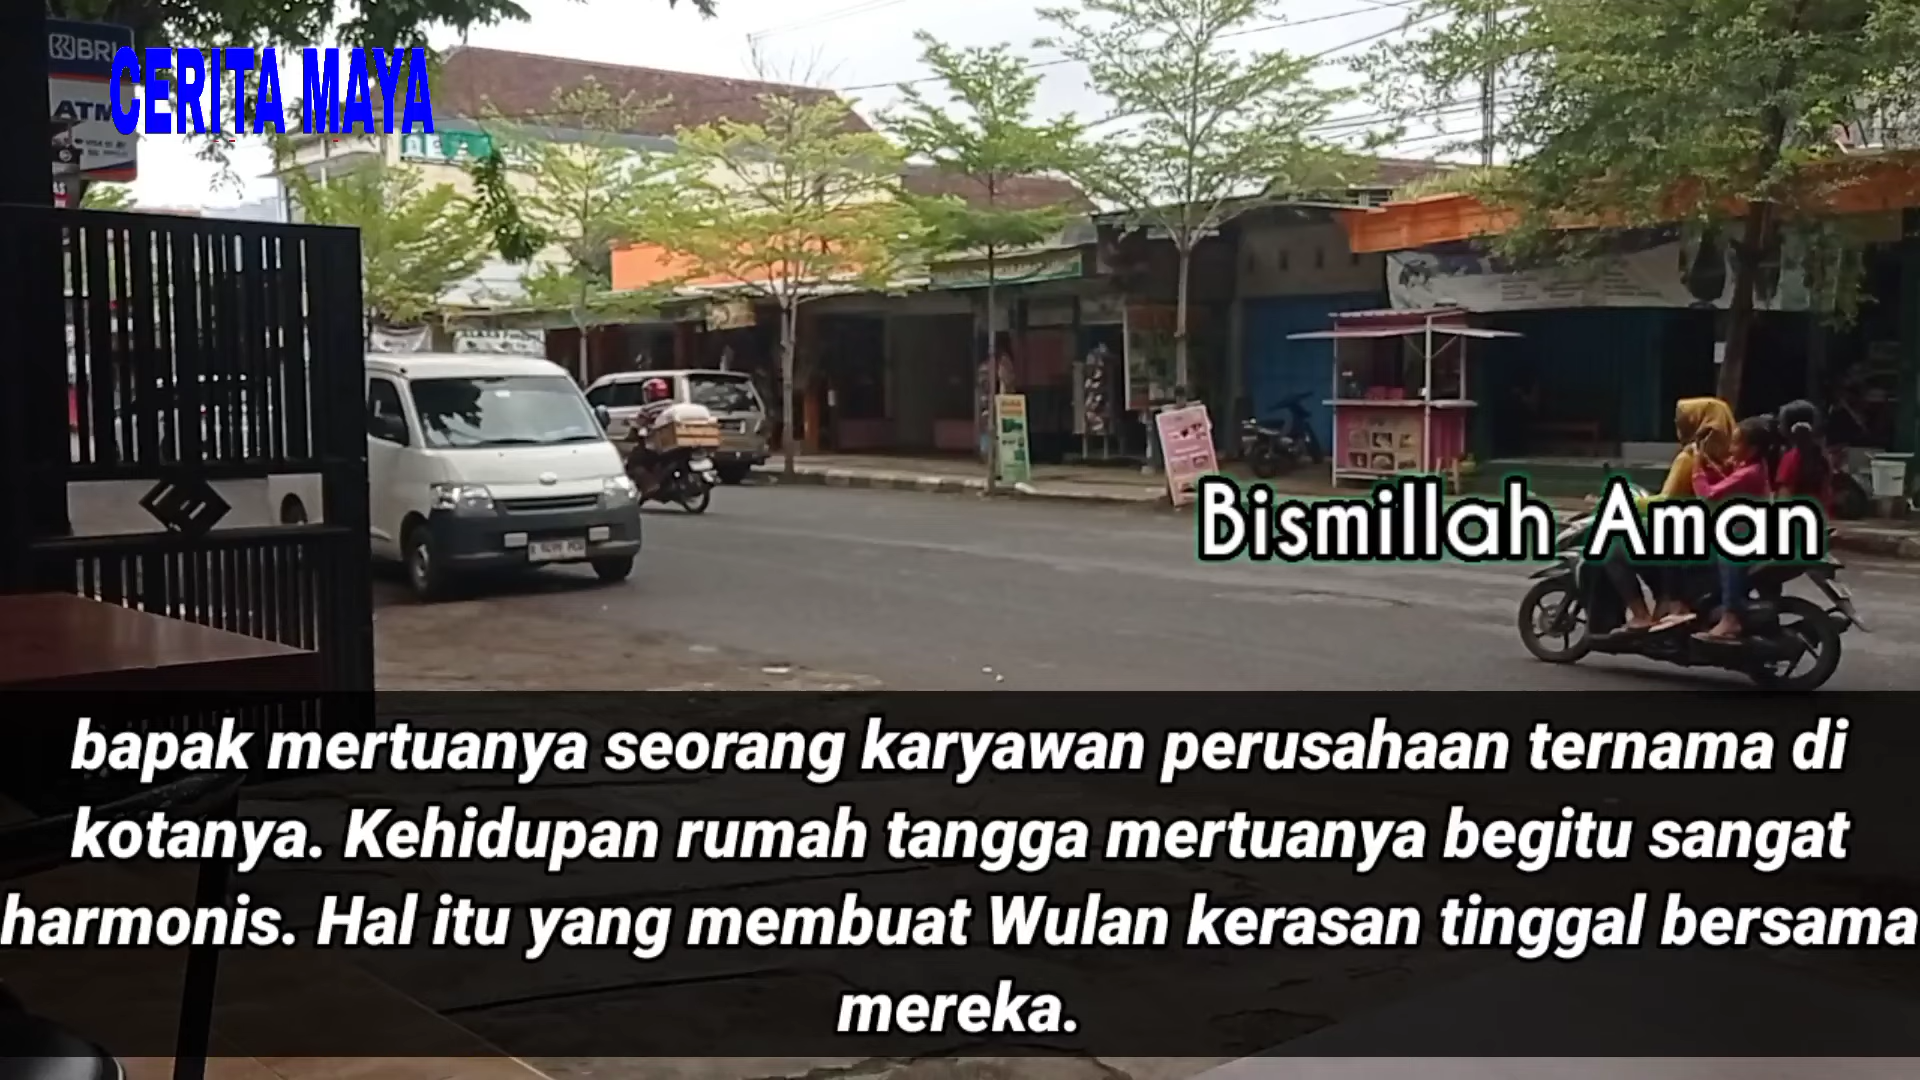 BRI
CERITA MAYA
ATM
Bismillah Aman
bapak mertuanya seorang karyawan perusahaan ternama di
kotanya. Kehidupan rumah tangga mertuanya begitu sangat
harmonis. Hal itu yang membuat Wulan kerasan tinggal bersama
mereka.